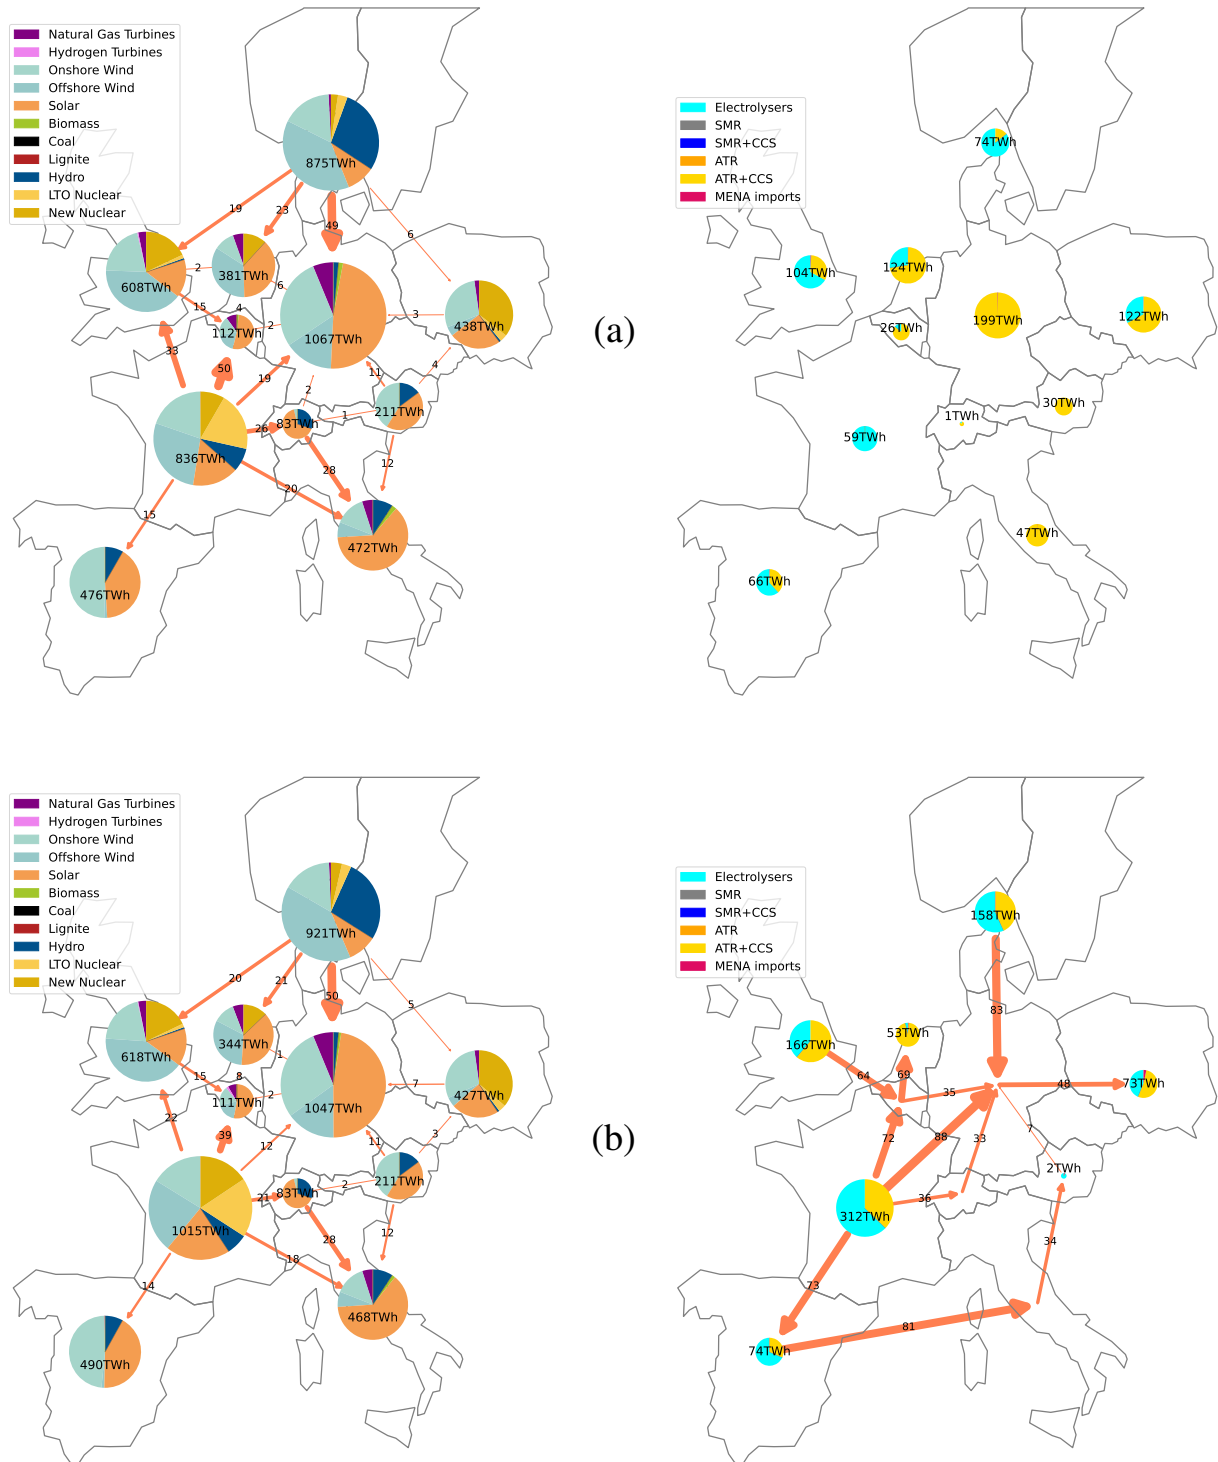 Natural Gas Turbines
Hydrogen Turbines
Onshore Wind
Offshore Wind
Solar
Biomass
Coal
Lignite
Hydro
LTO Nuclear
New Nuclear
875TWh
19
23
49
6
608TWh
2
381TWh
6
15
4
112TWh
2
1067TWh
3
438TWh
33
50
19
2
11
4
211TWh
1
83TWh
26
836TWh
28
12
20
15
472TWh
476TWh
(a)
Electrolysers
SMR
SMR+CCS
ATR
ATR+CCS
MENA imports
74TWh
104TWh
124TWh
199TWh
122TWh
26TWh
30TWh
1TWh
59TWh
47TWh
66TWh
Natural Gas Turbines
Hydrogen Turbines
Onshore Wind
Offshore Wind
Solar
Biomass
Coal
Lignite
Hydro
LTO Nuclear
New Nuclear
921TWh
20
21
50
5
618TWh
344TWh
1
15
8
111TWh
2
1047TWh
7
427TWh
22
39
12
11
3
211TWh
2
83TWh
21
1015TWh
28
12
18
14
468TWh
490TWh
(b)
Electrolysers
SMR
SMR+CCS
ATR
ATR+CCS
MENA imports
158TWh
83
166TWh
53TWh
64
69
35
48
73TWh
72
88
33
7
2TWh
36
312TWh
34
73
81
74TWh